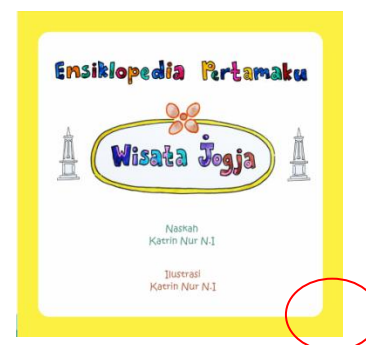 Ensiklopedia Pertamaku
Wisata Jogja
Naskah
Katrin Nur N.I
Ilustrasi
Katrin Nur N.I